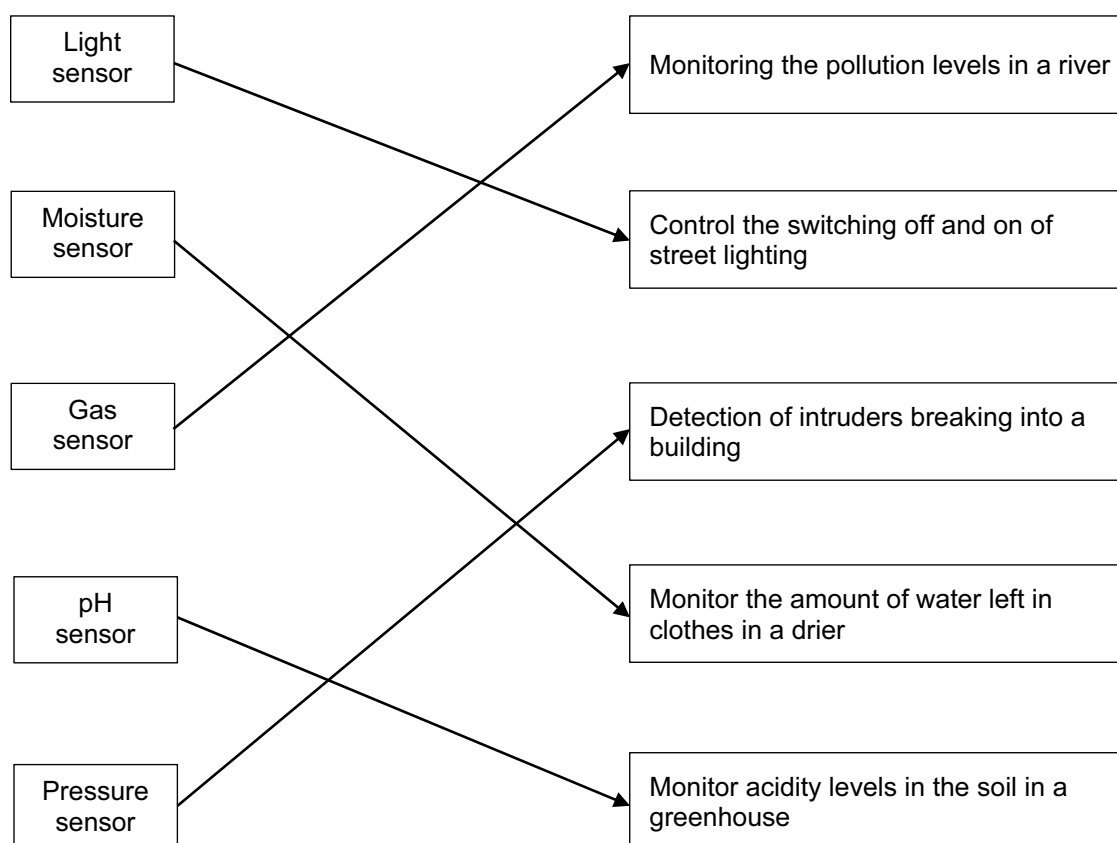 Light
sensor
Monitoring the pollution levels in a river
Moisture
sensor
Control the switching off and on of
street lighting
Gas
sensor
Detection of intruders breaking into a
building
pH
sensor
Monitor the amount of water left in
clothes in a drier
Pressure
sensor
Monitor acidity levels in the soil in a
greenhouse